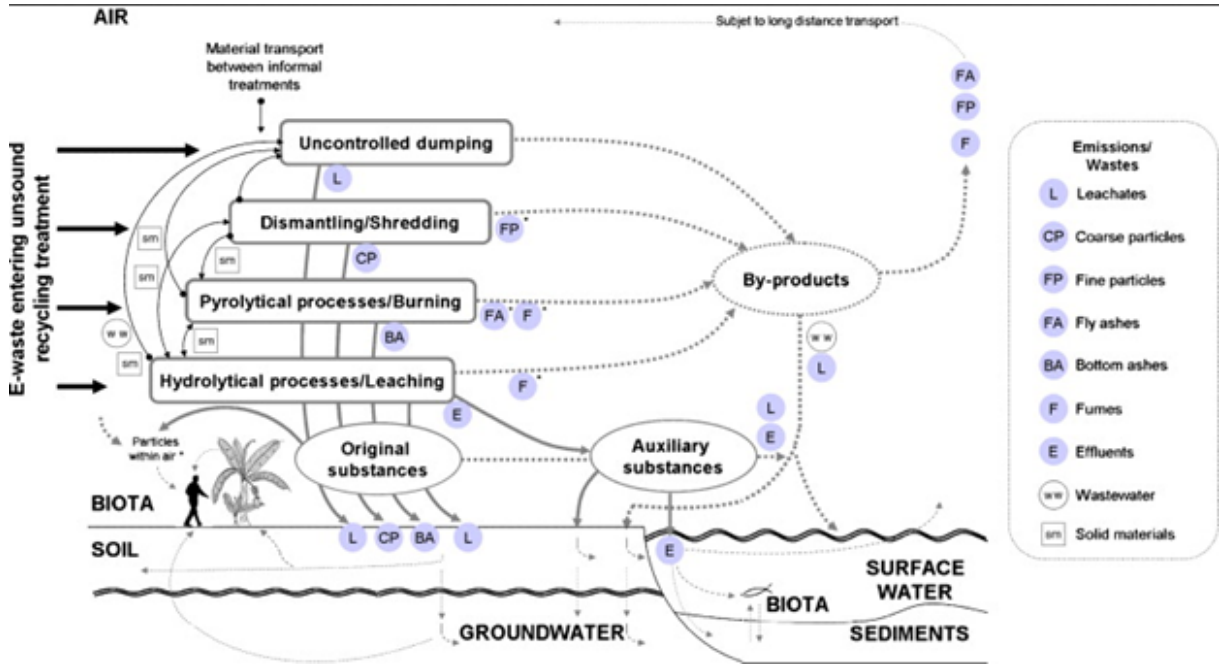 AIR
Subjet to long distance transport
Material transport
between informal
treatments
FA
FP
F
E-waste entering unsound
recycling treatment
Uncontrolled dumping
L
Dismantling/Shredding
FP*
sm
CP
sm
sm
By-products
Pyrolytical processes/Burning
FA* F*
BA
ww
sm
sm
ww
L
Hydrolytical processes/Leaching
F*
E
L
E
Particles
within air *
Original
substances
Auxiliary
substances
BIOTA
SOIL
L CP BA L
E
SURFACE
WATER
BIOTA
GROUNDWATER
SEDIMENTS
Emissions/
Wastes
L Leachates
CP Coarse particles
FP Fine particles
FA Fly ashes
BA Bottom ashes
F Fumes
E Effluents
ww Wastewater
sm Solid materials